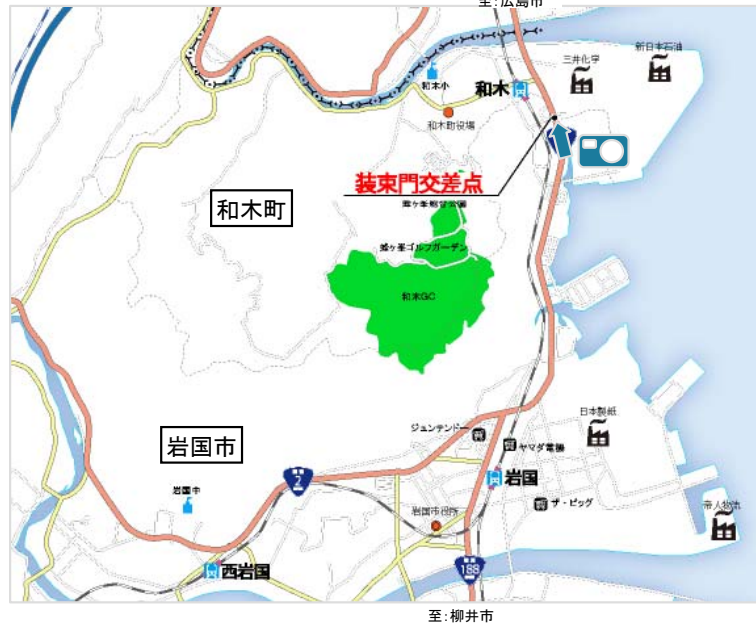 至:広島市
新日本石油
三井化学
和木小
和木
和木町役場
装束門交差点
和木町
蜂ヶ峯総合公園
蜂ヶ峯ゴルフガーデン
和木GC
日本製紙
ジュンテンドー
ヤマダ電機
岩国市
国道
2
岩国
岩国中
ザ・ビッグ
岩国市役所
帝人物流
西岩国
188
至:柳井市